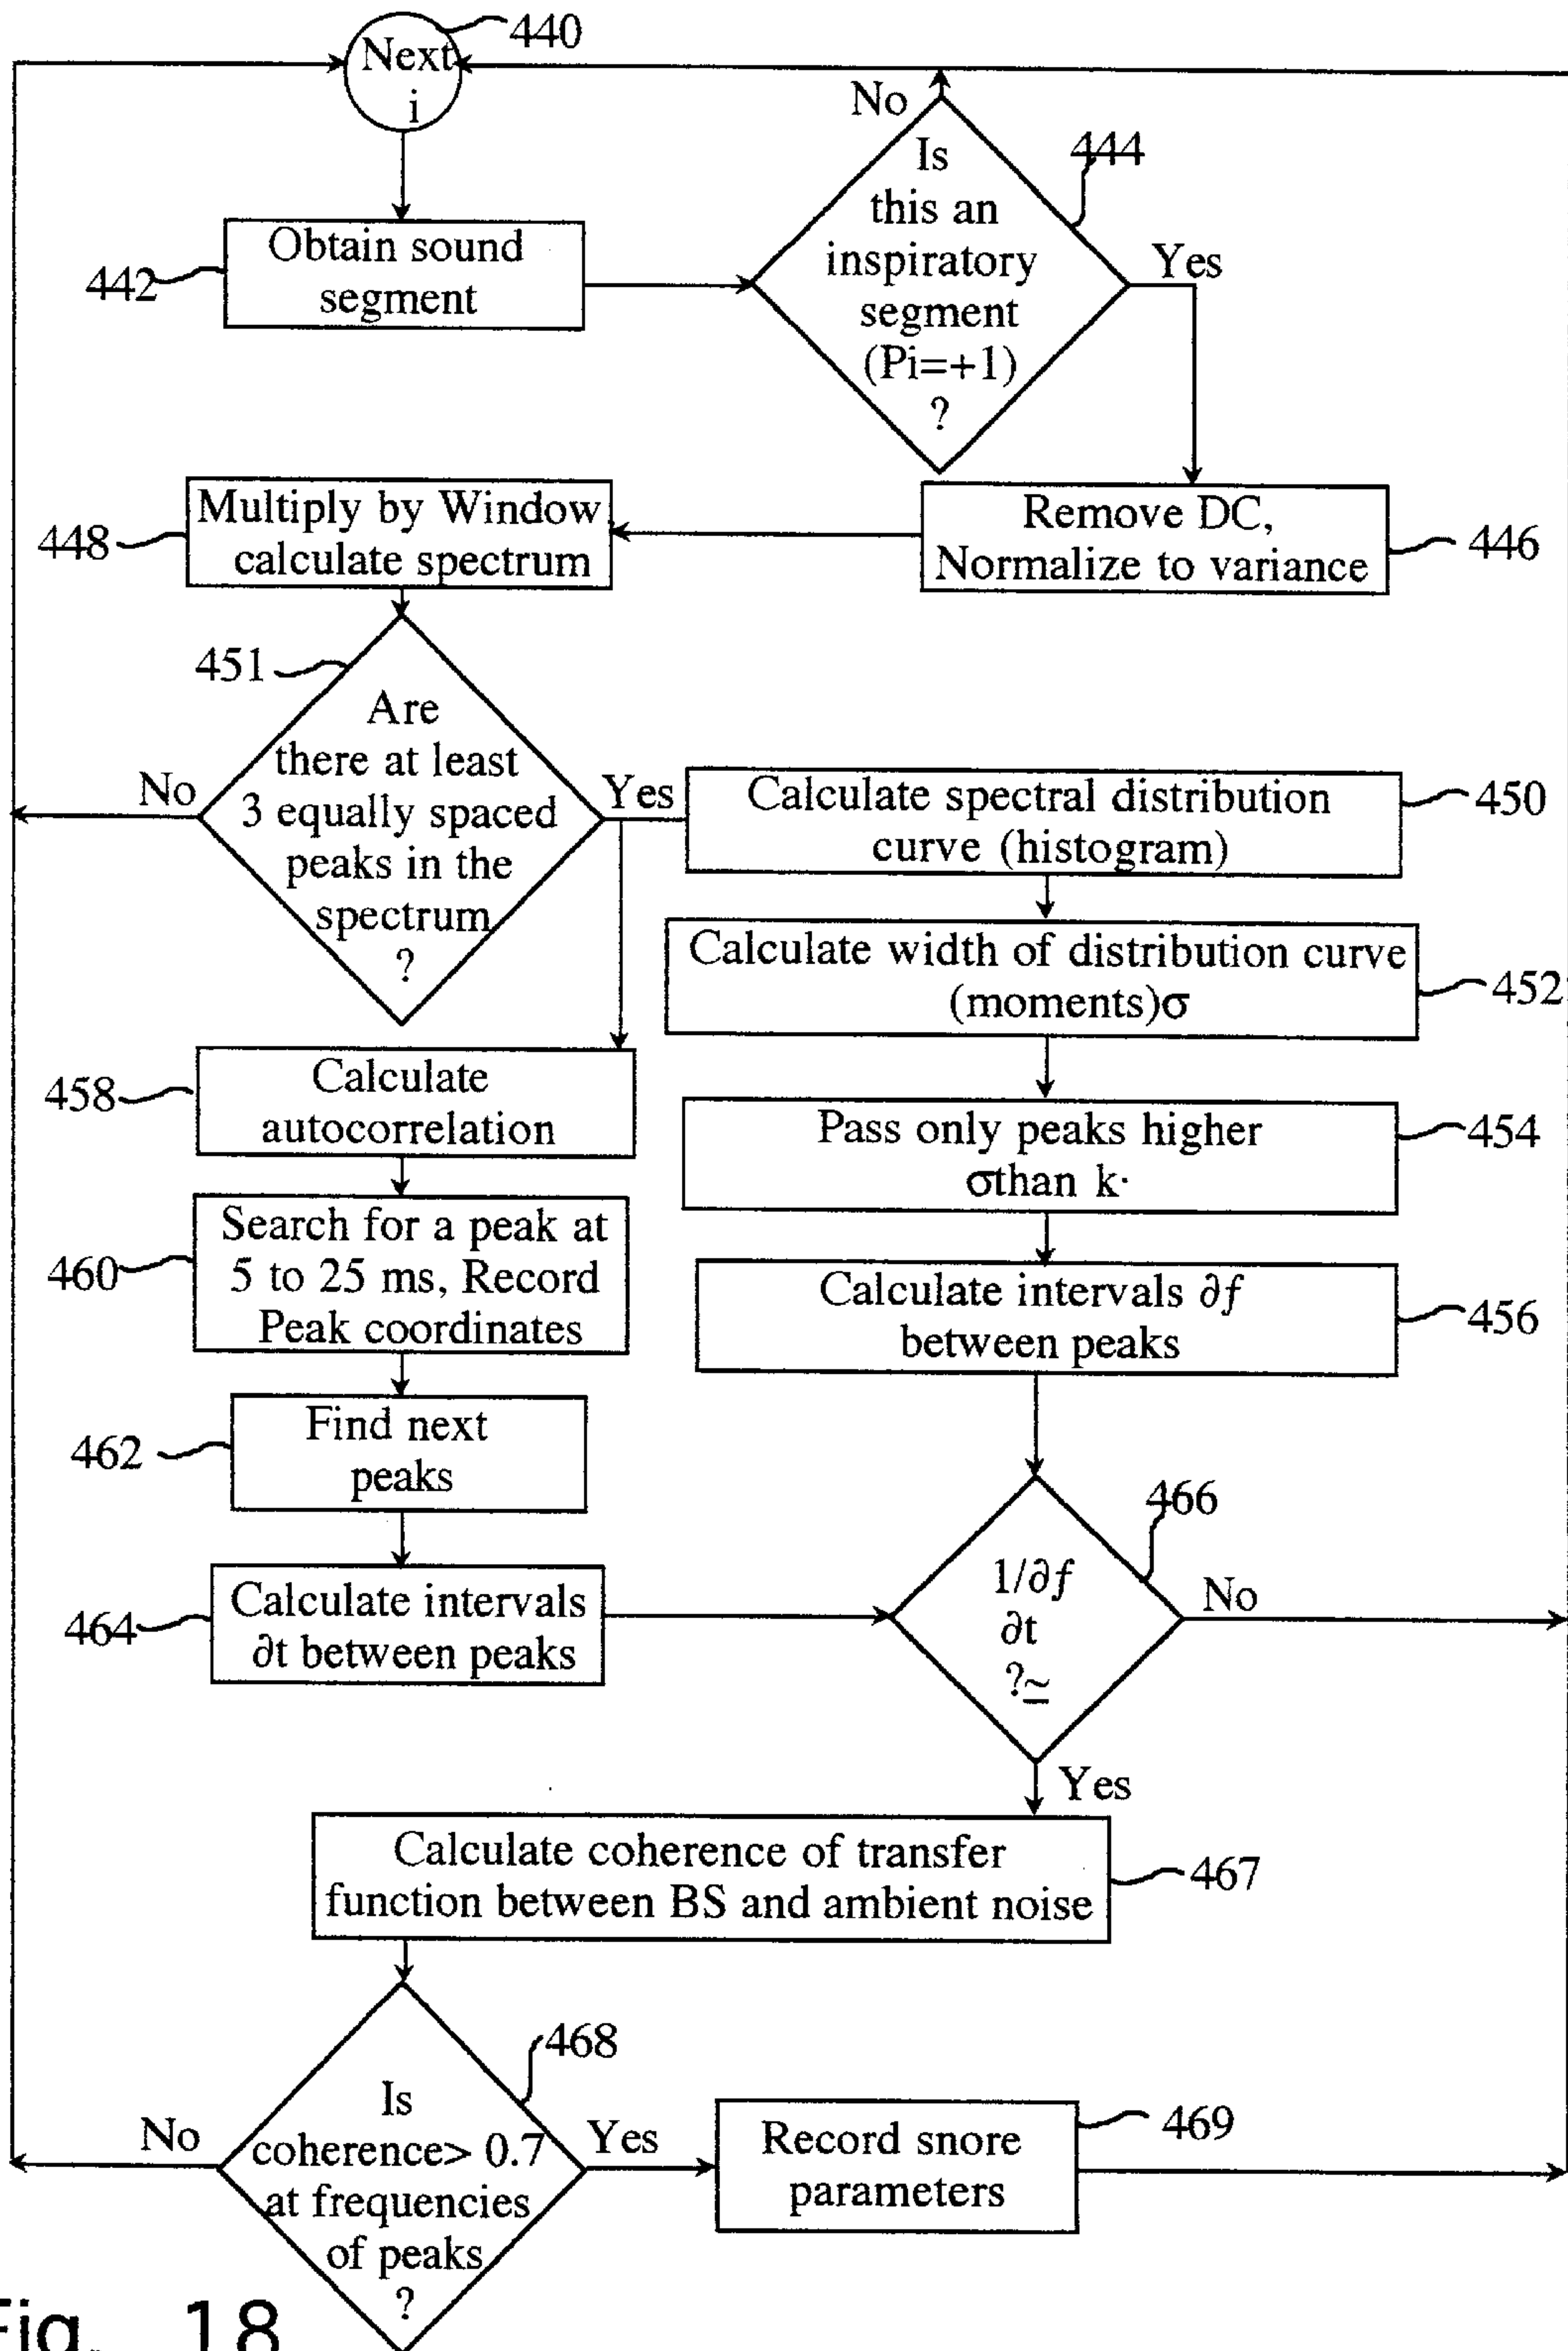 440
Next
i
No
444
Is
this an
inspiratory
segment
(Pi=+1)
?
Yes
442
Obtain sound
segment
448
Multiply by Window
calculate spectrum
Remove DC,
Normalize to variance
446
451
Are
there at least
3 equally spaced
peaks in the
spectrum
?
No
Yes
Calculate spectral distribution
curve (histogram)
450
Calculate width of distribution curve
(moments)σ
452
458
Calculate
autocorrelation
Pass only peaks higher
σthan k·
454
460
Search for a peak at
5 to 25 ms, Record
Peak coordinates
Calculate intervals ∂f
between peaks
456
462
Find next
peaks
466
1/∂f
∂t
?≃
No
464
Calculate intervals
∂t between peaks
Yes
Calculate coherence of transfer
function between BS and ambient noise
467
468
Is
coherence> 0.7
at frequencies
of peaks
?
No
Yes
Record snore
parameters
469
Fig. 18